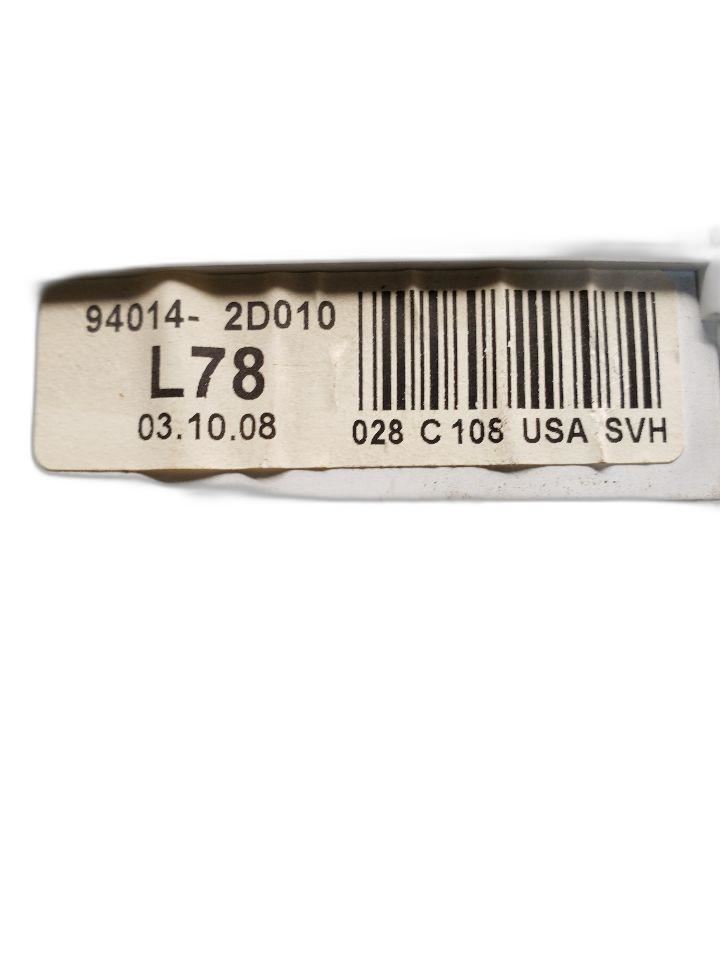 94014- 2D010
L78
03.10.08
028 C 108 USA SVH